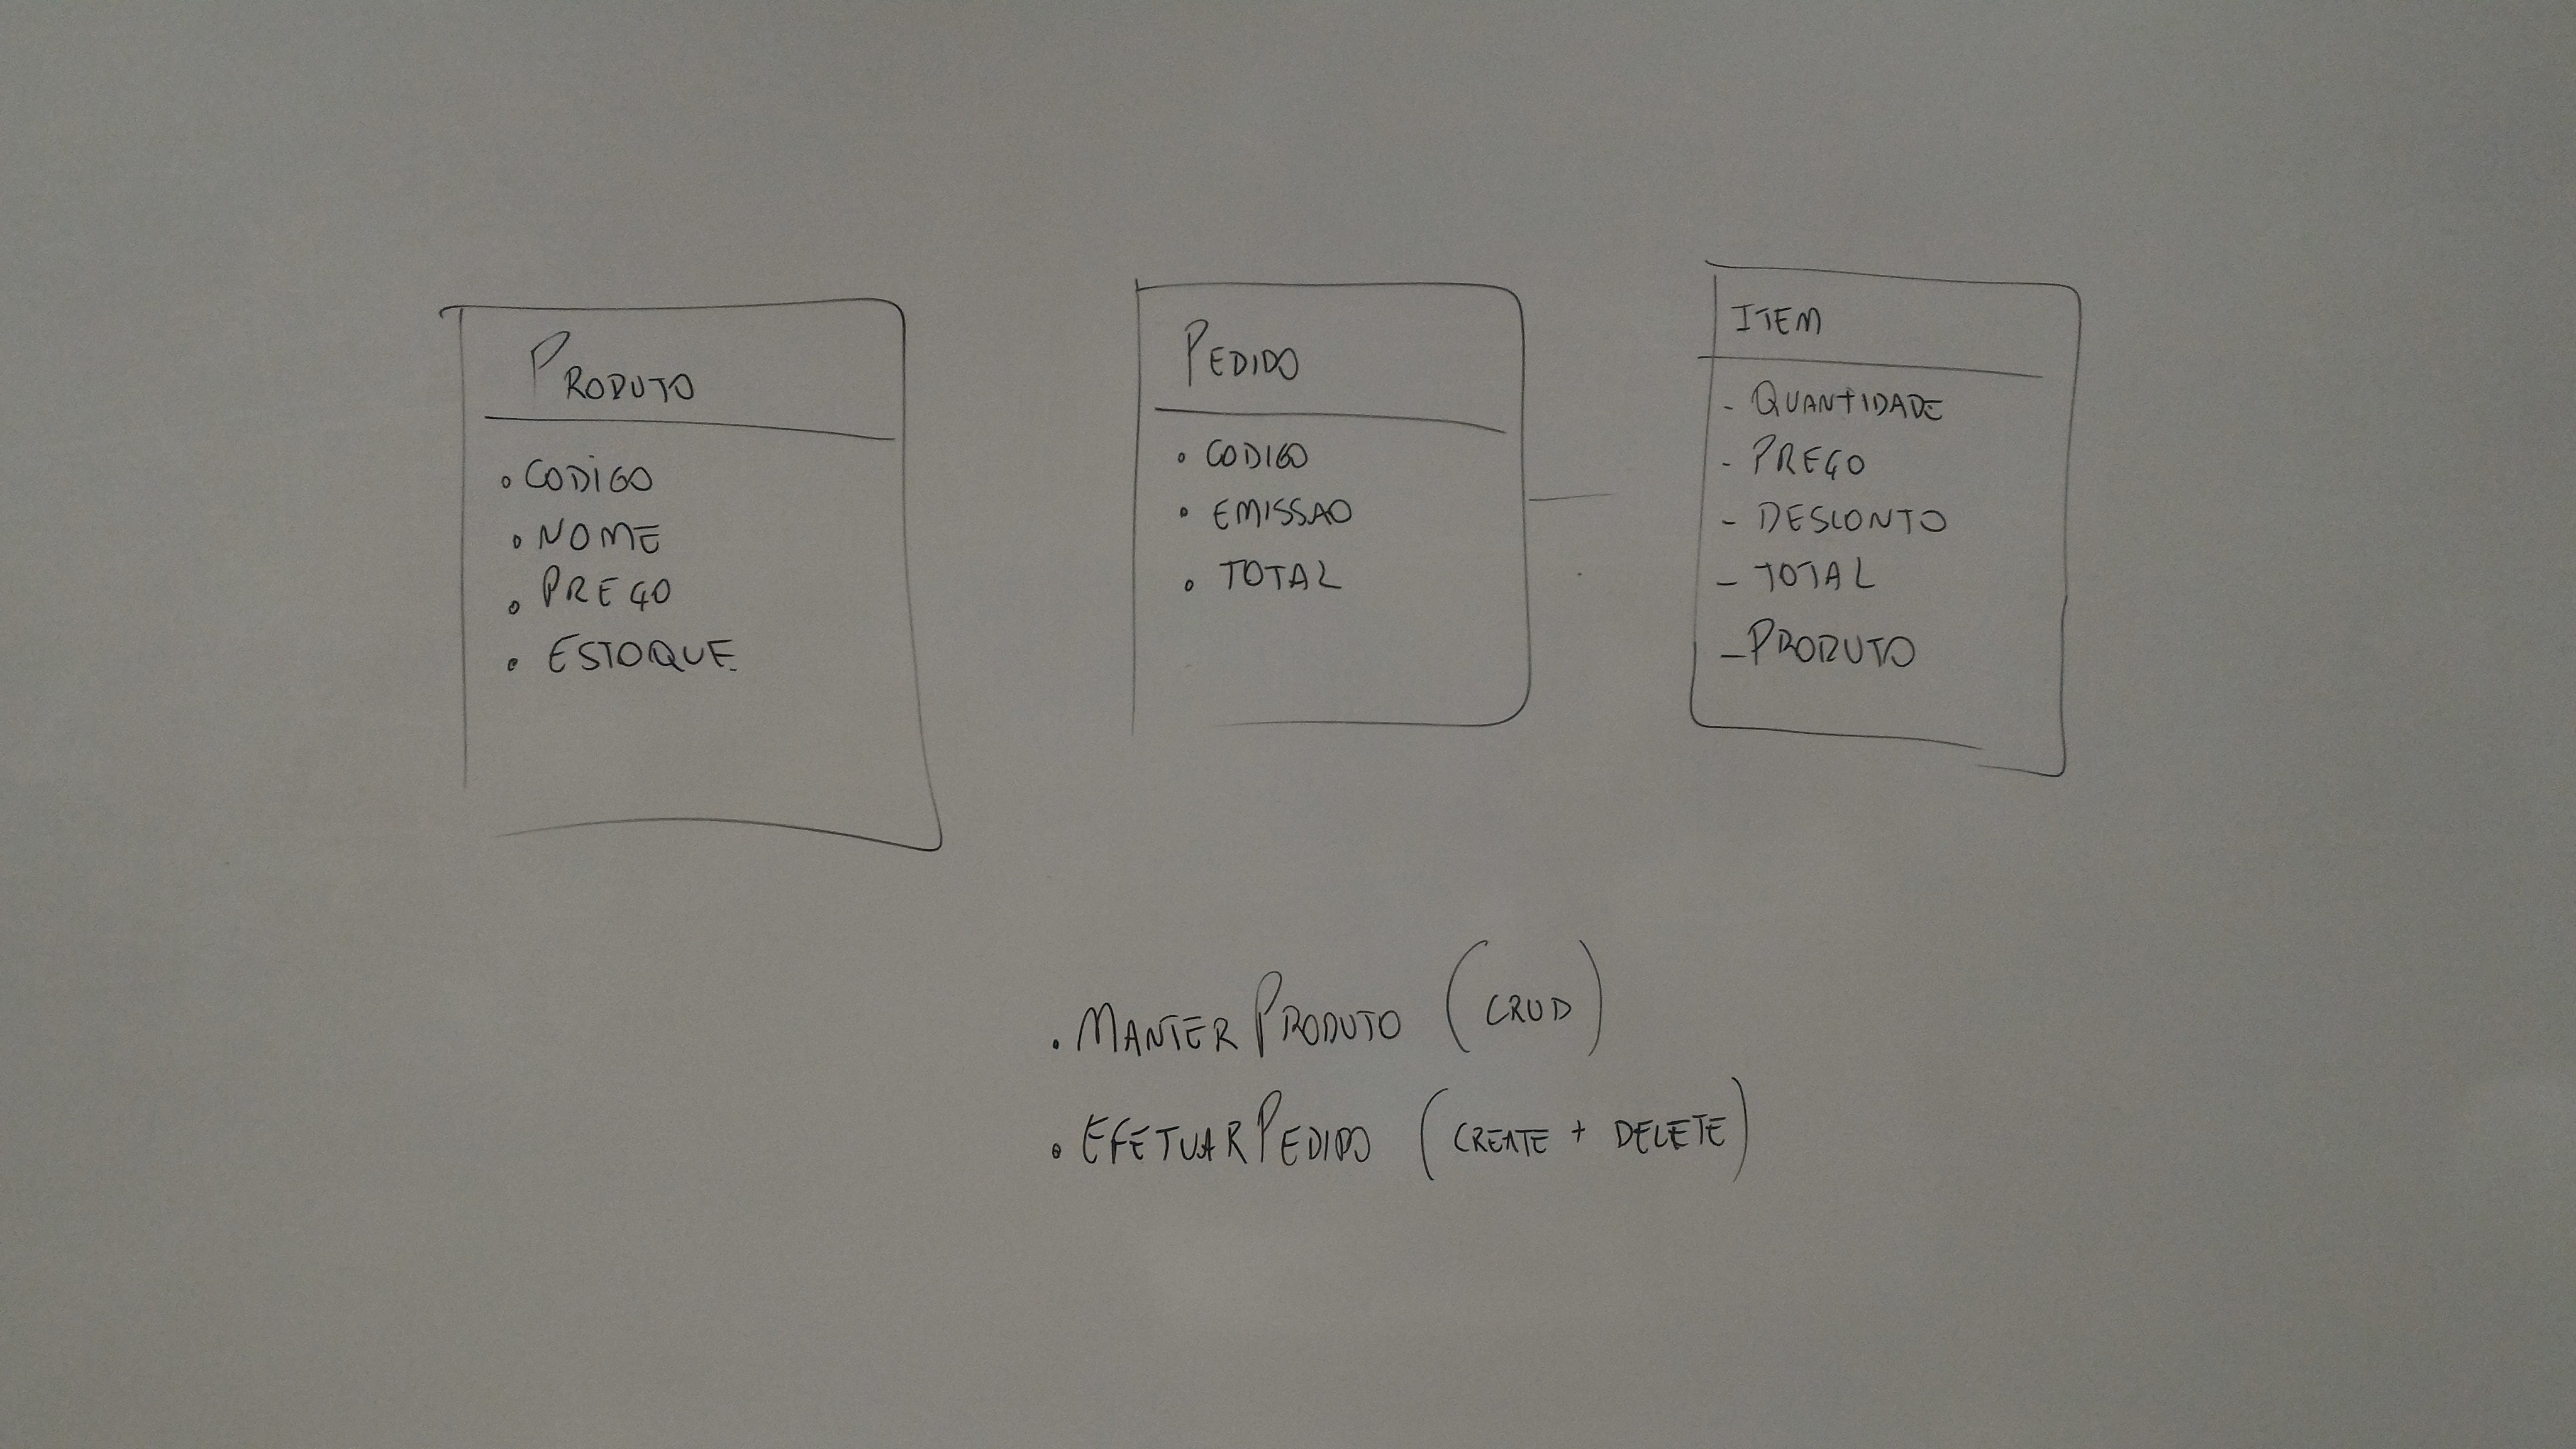 PRODUTO
• CODIGO
• NOME
• PREÇO
• ESTOQUE
PEDIDO
• CODIGO
• EMISSAO
• TOTAL
ITEM
- QUANTIDADE
- PREÇO
- DESCONTO
- TOTAL
- PRODUTO
• MANTER PRODUTO (CRUD)
• EFETUAR PEDIDO (CREATE + DELETE)